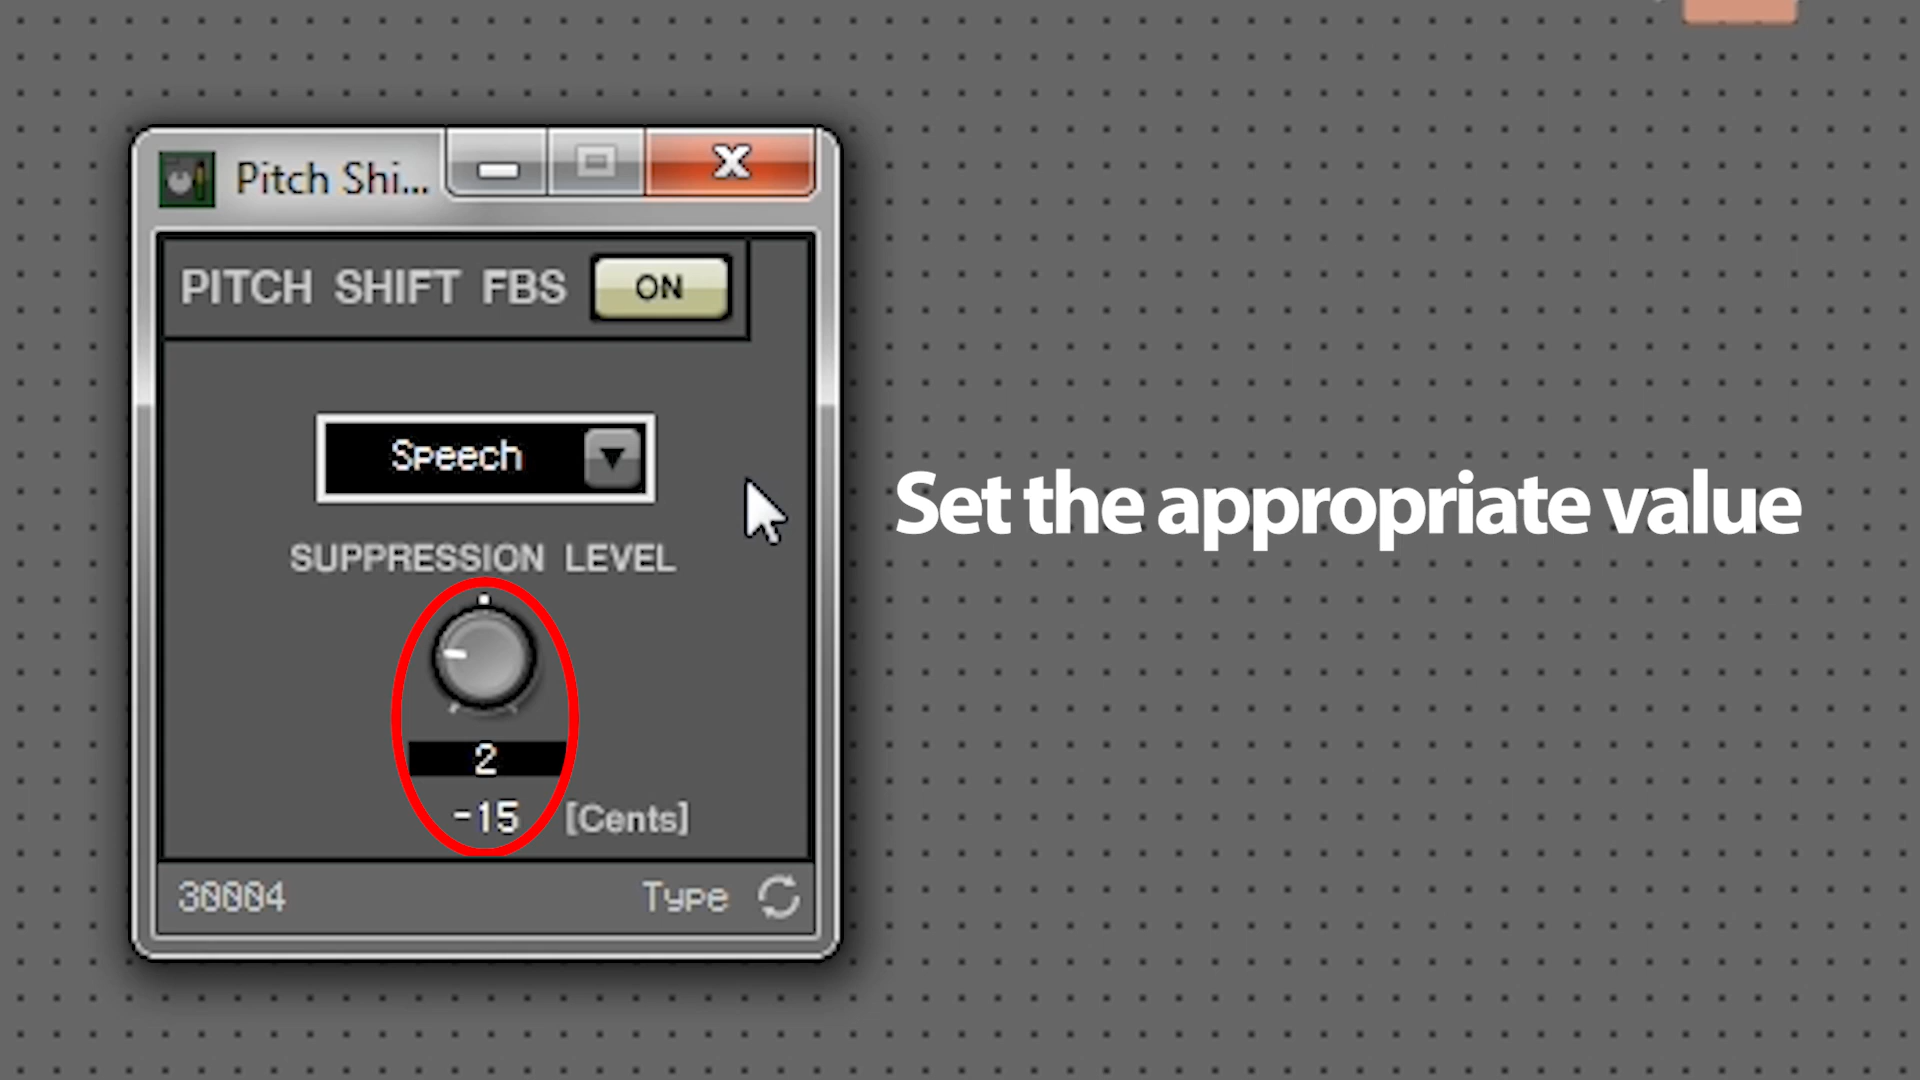 Pitch Shi...
PITCH SHIFT FBS ON
Speech
Set the appropriate value
SUPPRESSION LEVEL
2
-15 [Cents]
30004 Type